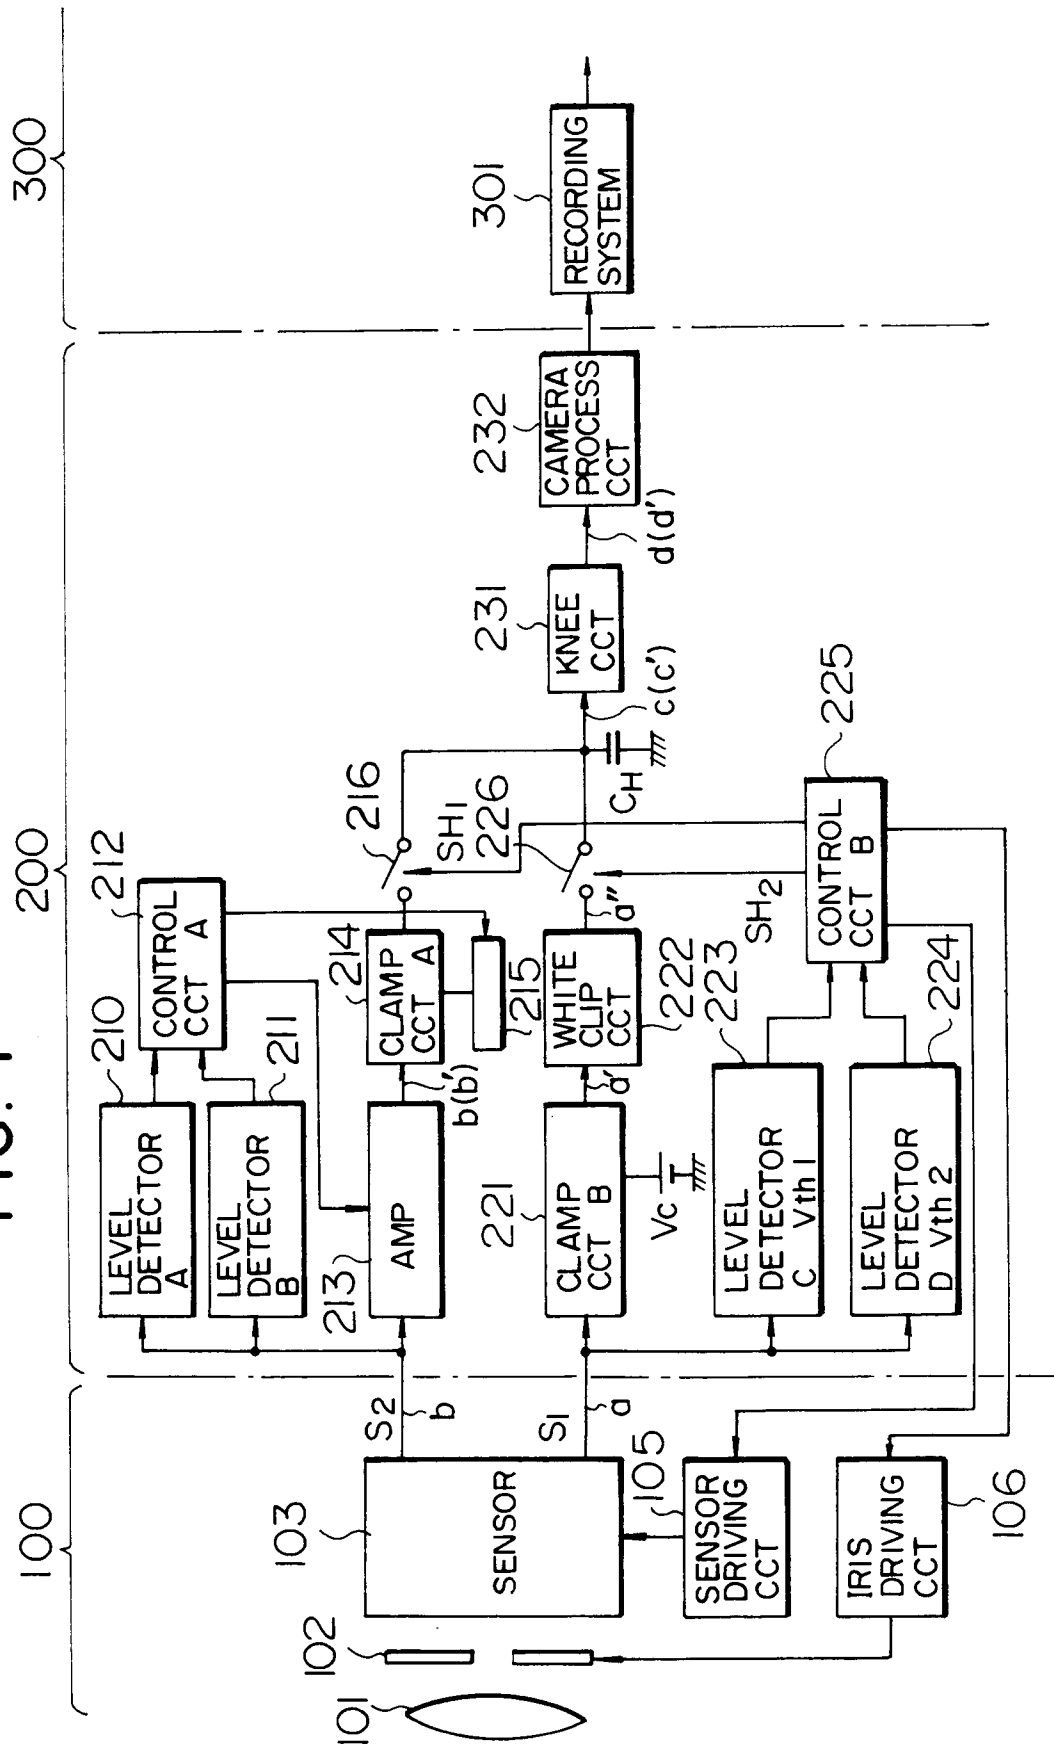 FIG. 1
100
200
300
101
102
103
SENSOR
105
SENSOR
DRIVING
CCT
106
IRIS
DRIVING
CCT
S2
b
S1
a
210
LEVEL
DETECTOR
A
211
LEVEL
DETECTOR
B
212
CONTROL
CCT A
213
AMP
b(b')
214
CLAMP
CCT A
215
216
SH1
221
CLAMP
CCT B
Vc
a'
222
WHITE
CLIP
CCT
a"
226
SH2
CH
223
LEVEL
DETECTOR
C Vth1
224
LEVEL
DETECTOR
D Vth2
225
CONTROL
CCT B
c(c')
231
KNEE
CCT
d(d')
232
CAMERA
PROCESS
CCT
301
RECORDING
SYSTEM